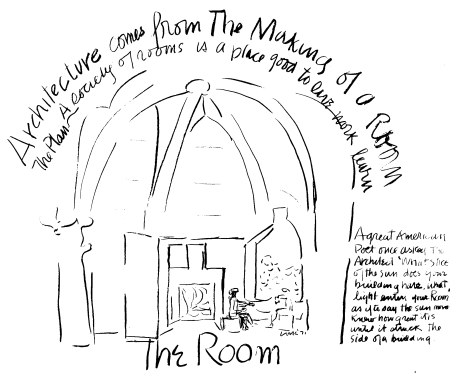 Architecture comes from The Making of a Room
The Plan A society of rooms is a place good to live work learn
A great American
Poet once asked the
Architect "What slice
of the sun does your
building have, what
light enters your Room
as if to say the sun never
knew how great it is
until it struck the
side of a building.
The Room